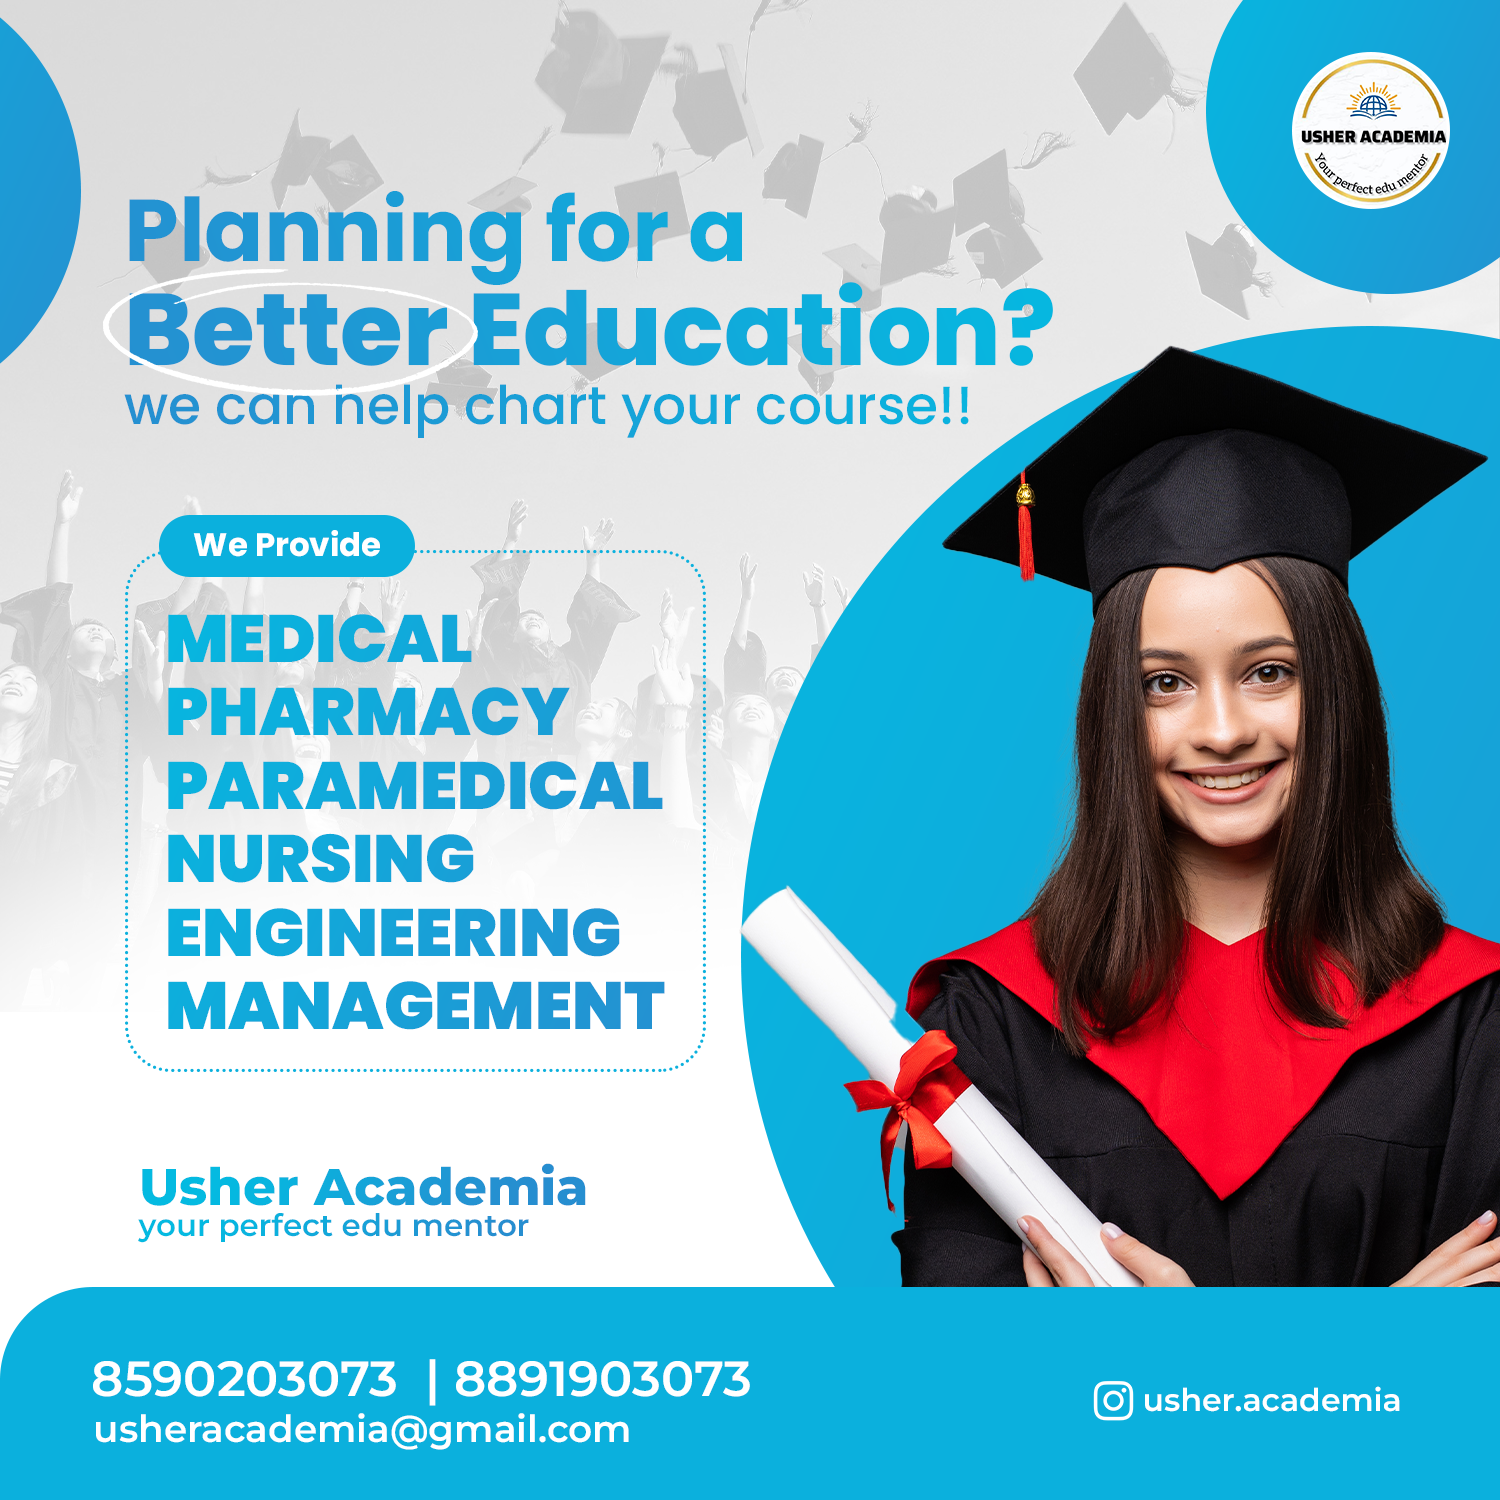 USHER ACADEMIA
Your perfect edu mentor
Planning for a
Better Education?
we can help chart your course!!
We Provide
MEDICAL
PHARMACY
PARAMEDICAL
NURSING
ENGINEERING
MANAGEMENT
Usher Academia
your perfect edu mentor
8590203073 | 8891903073
usheracademia@gmail.com
usher.academia